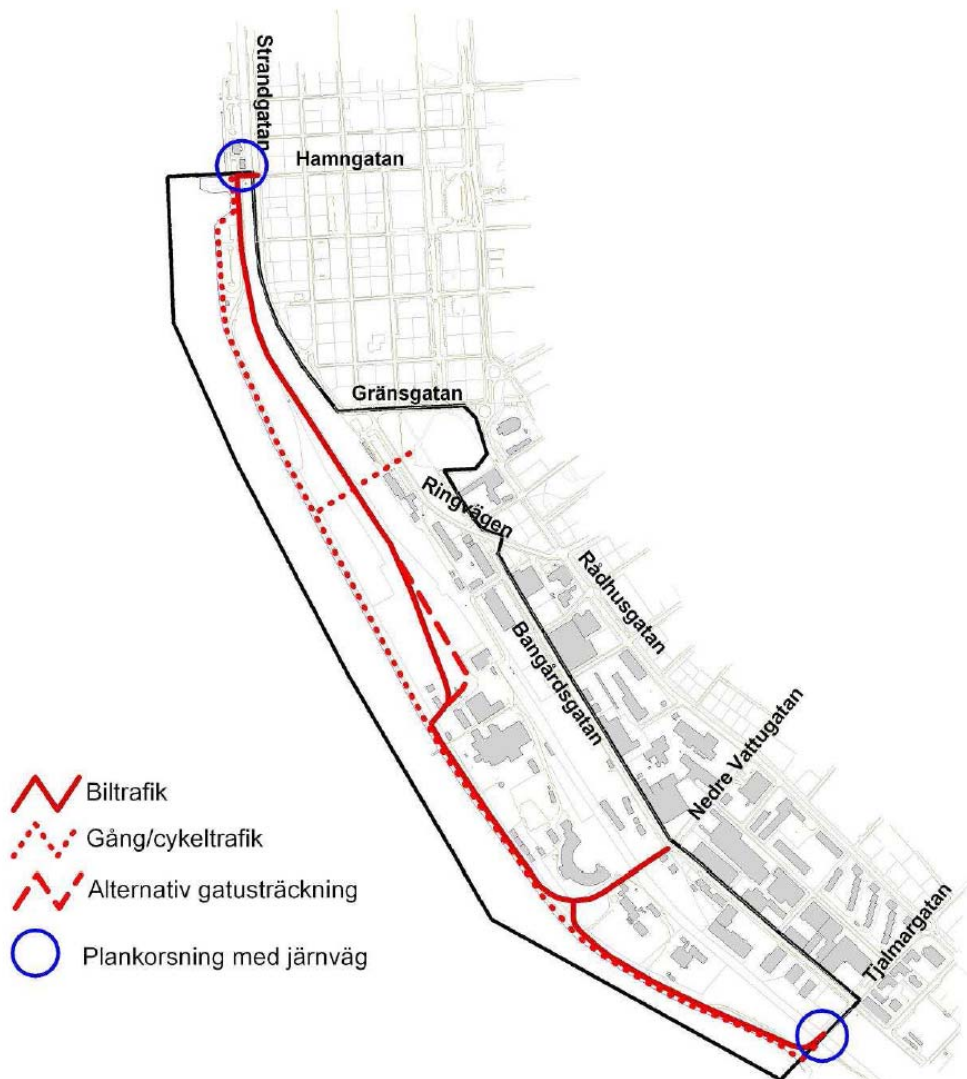 Strandgatan
Hamngatan
Gränsgatan
Ringvägen
Rådhusgatan
Bangårdsgatan
Nedre Vattugatan
Tjalmargatan
Biltrafik
Gång/cykeltrafik
Alternativ gatusträckning
Plankorsning med järnväg